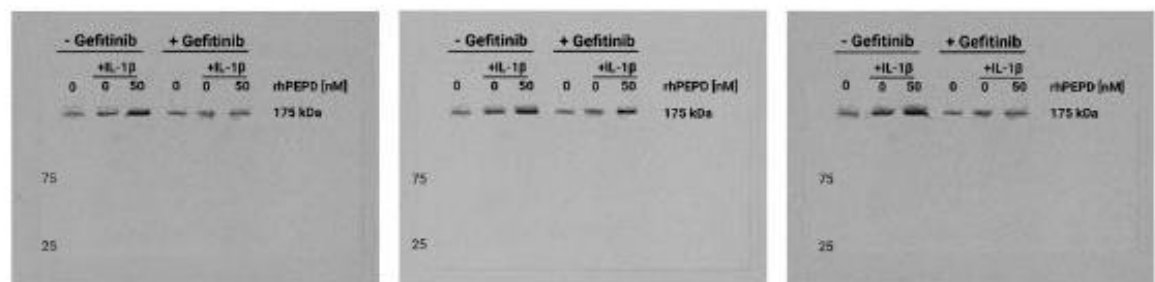 - Gefitinib + Gefitinib
+IL-1β +IL-1β
0 0 50 0 0 50 rhPEPD [nM]
175 kDa
75
25
- Gefitinib + Gefitinib
+IL-1β +IL-1β
0 0 50 0 0 50 rhPEPD [nM]
175 kDa
75
25
- Gefitinib + Gefitinib
+IL-1β +IL-1β
0 0 50 0 0 50 rhPEPD [nM]
175 kDa
75
25